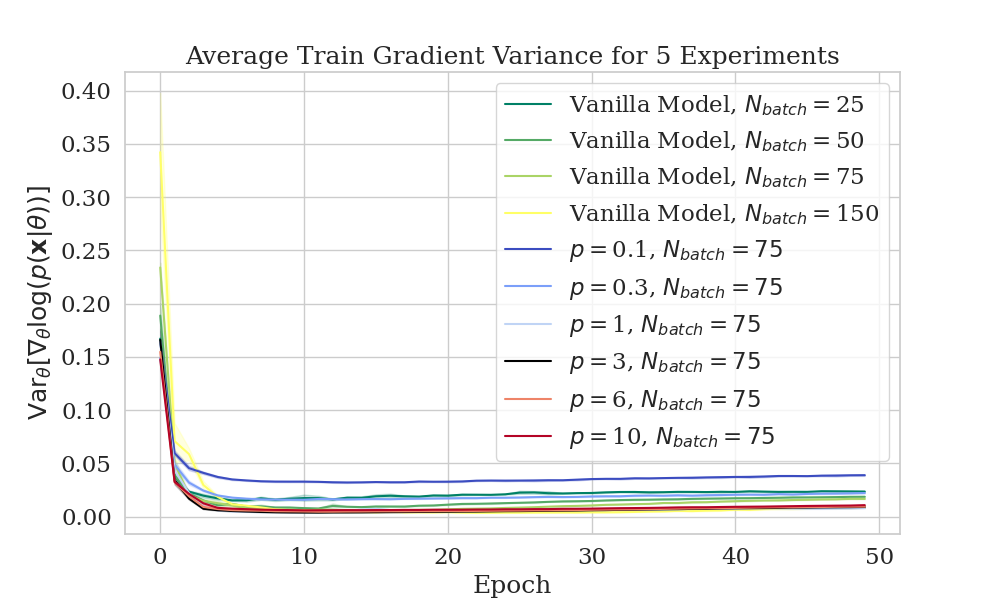 Average Train Gradient Variance for 5 Experiments
0.40
0.35
0.30
0.25
0.20
0.15
0.10
0.05
0.00
Var_θ[∇_θ log(p(𝐱|θ))]
Vanilla Model, N_batch = 25
Vanilla Model, N_batch = 50
Vanilla Model, N_batch = 75
Vanilla Model, N_batch = 150
p = 0.1, N_batch = 75
p = 0.3, N_batch = 75
p = 1, N_batch = 75
p = 3, N_batch = 75
p = 6, N_batch = 75
p = 10, N_batch = 75
0 10 20 30 40 50
Epoch